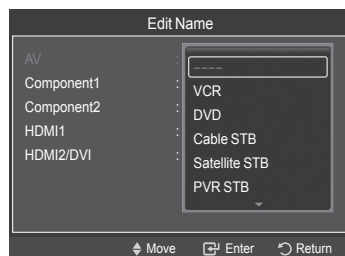 Edit Name
AV :
Component1 :
Component2 :
HDMI1 :
HDMI2/DVI :
----
VCR
DVD
Cable STB
Satellite STB
PVR STB
Move Enter Return